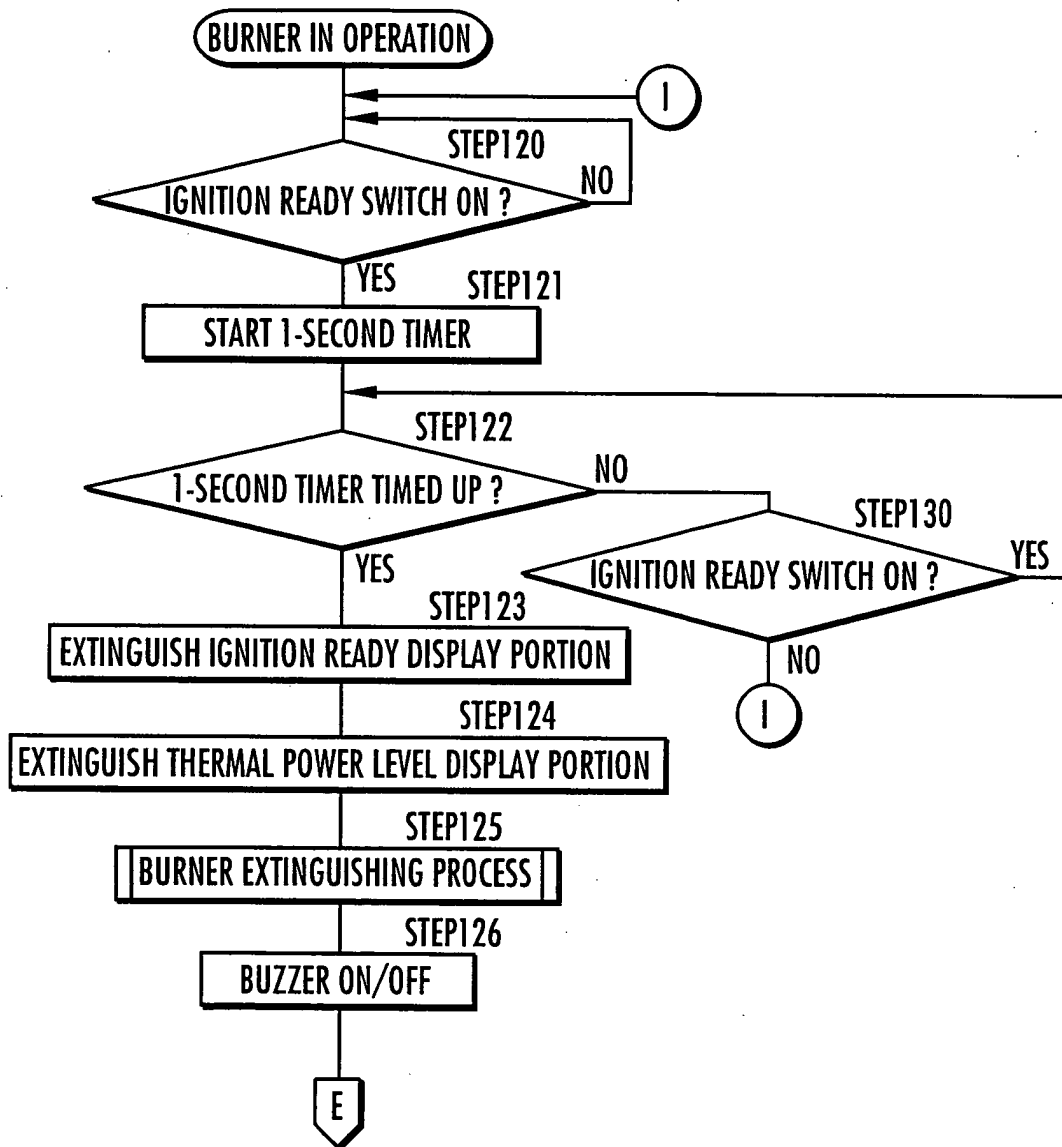 BURNER IN OPERATION
I
STEP120
IGNITION READY SWITCH ON ?
NO
YES
STEP121
START 1-SECOND TIMER
STEP122
1-SECOND TIMER TIMED UP ?
NO
YES
STEP130
IGNITION READY SWITCH ON ?
YES
NO
I
STEP123
EXTINGUISH IGNITION READY DISPLAY PORTION
STEP124
EXTINGUISH THERMAL POWER LEVEL DISPLAY PORTION
STEP125
BURNER EXTINGUISHING PROCESS
STEP126
BUZZER ON/OFF
E